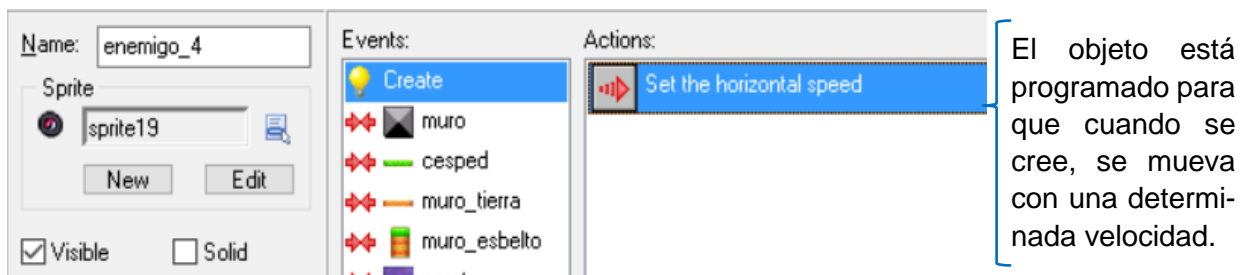 Name: enemigo_4
Sprite
sprite19
New Edit
Visible Solid
Events:
Create
muro
cesped
muro_tierra
muro_esbelto
Actions:
Set the horizontal speed
El objeto está
programado para
que cuando se
cree, se mueva
con una determi-
nada velocidad.